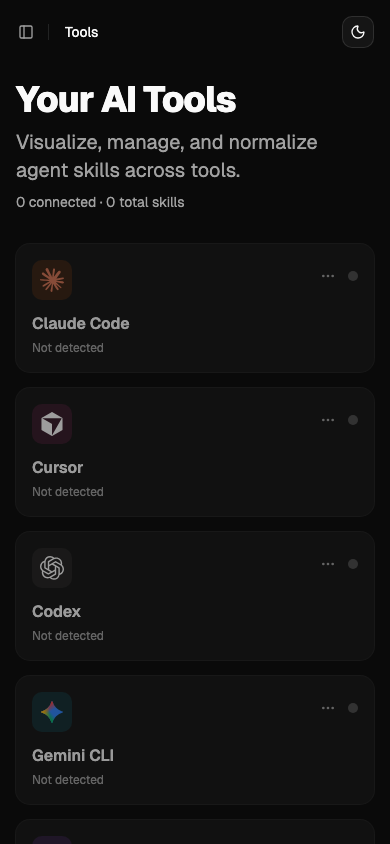 Tools
Your AI Tools
Visualize, manage, and normalize
agent skills across tools.
0 connected · 0 total skills
Claude Code
Not detected
Cursor
Not detected
Codex
Not detected
Gemini CLI
Not detected